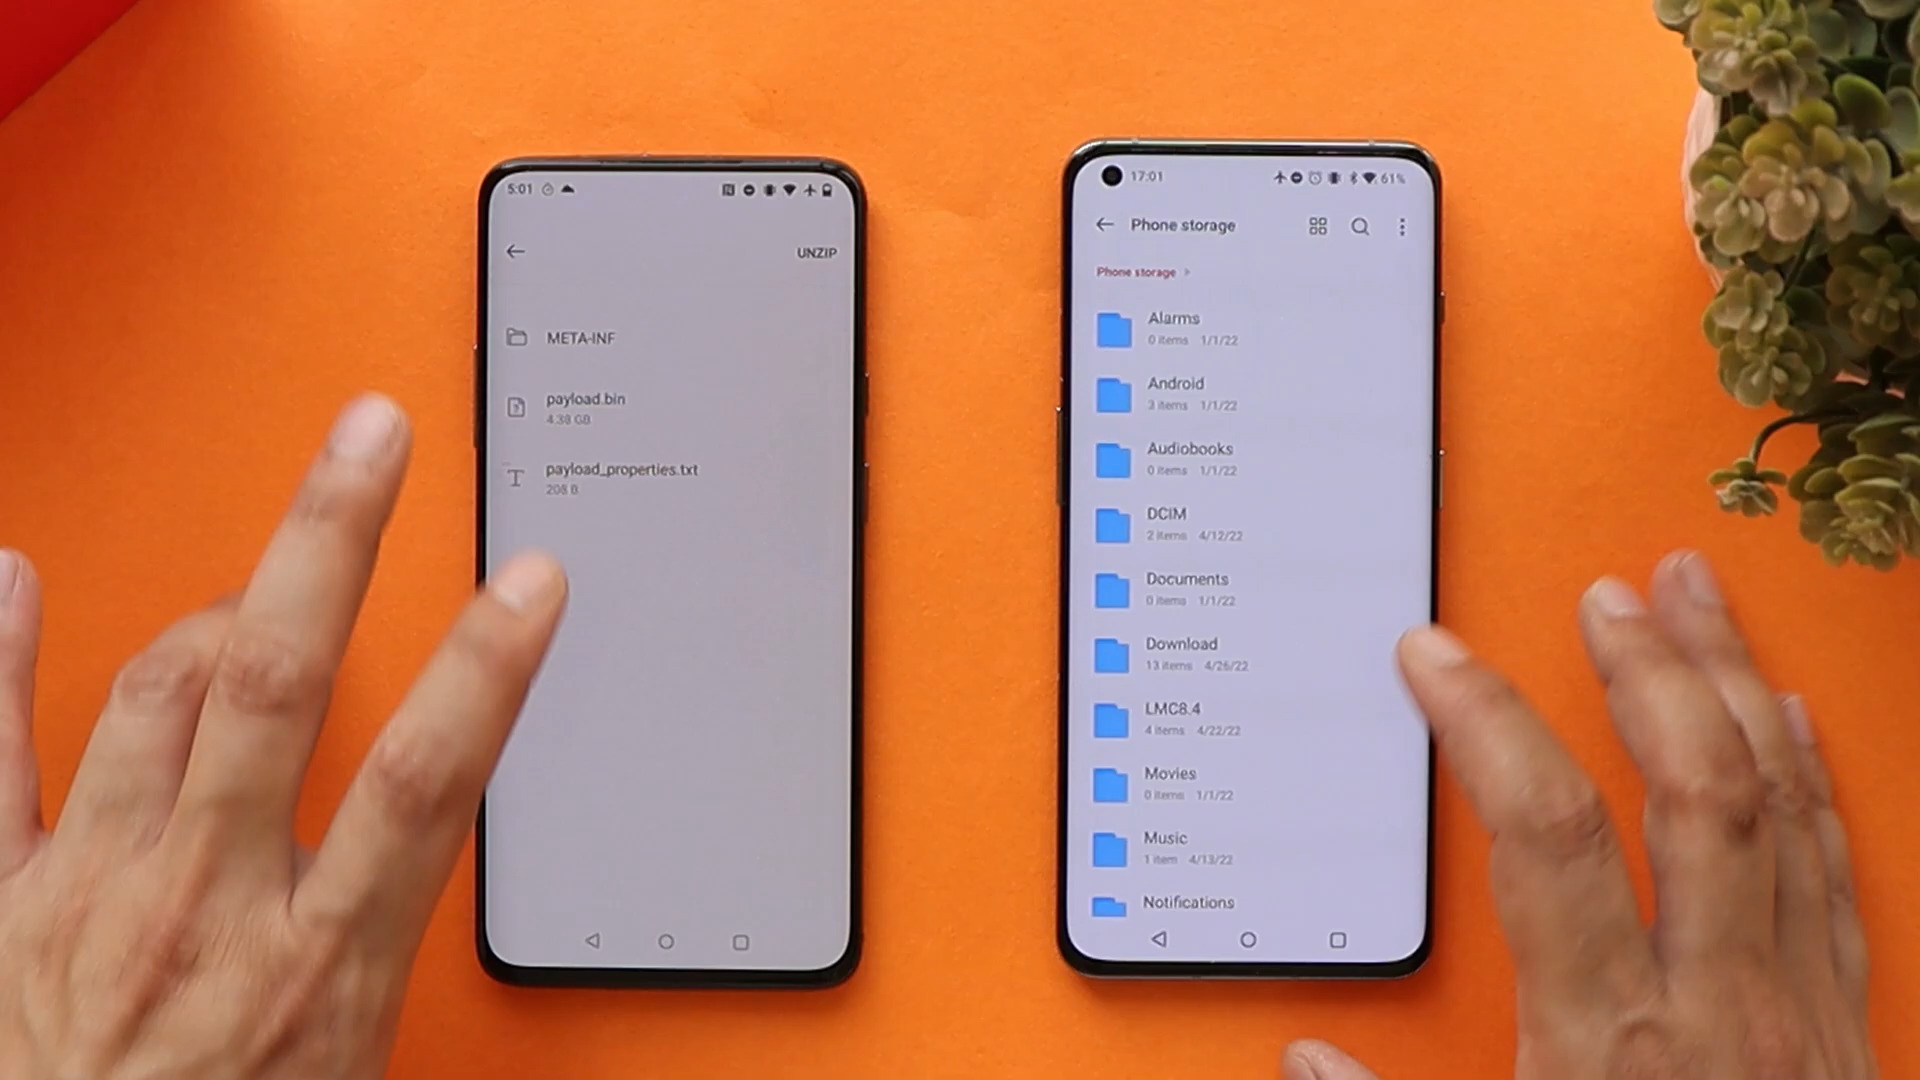 5:01
UNZIP
META-INF
payload.bin
4.38 GB
payload_properties.txt
208 B
17:01
61%
Phone storage
Phone storage
Alarms
0 items 1/1/22
Android
3 items 1/1/22
Audiobooks
0 items 1/1/22
DCIM
2 items 4/12/22
Documents
0 items 1/1/22
Download
13 items 4/26/22
LMC8.4
4 items 4/22/22
Movies
0 items 1/1/22
Music
1 item 4/13/22
Notifications